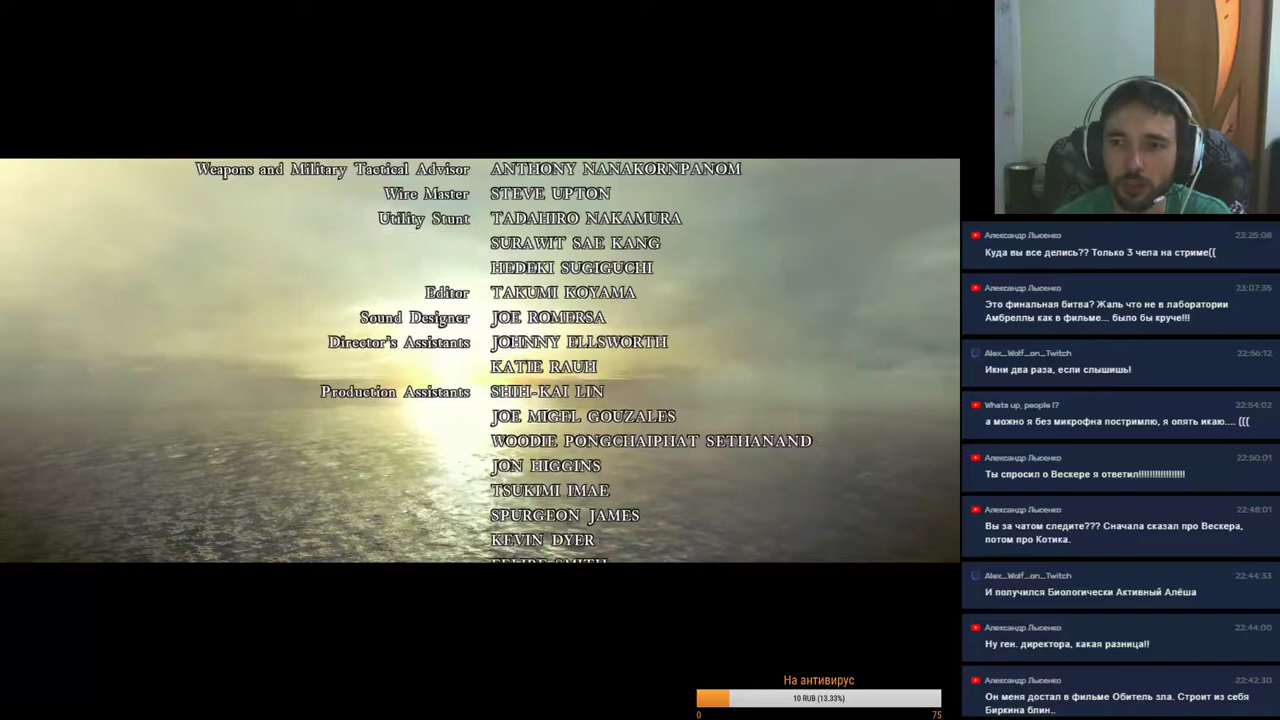 Weapons and Military Tactical Advisor ANTHONY NANAKORNPANOM
Wire Master STEVE UPTON
Utility Stunt TADAHIRO NAKAMURA
SURAWIT SAE KANG
HEDEKI SUGIGUCHI
Editor TAKUMI KOYAMA
Sound Designer JOE ROMERSA
Director's Assistants JOHNNY ELLSWORTH
KATIE RAUH
Production Assistants SHIH-KAI LIN
JOE MIGEL GOUZALES
WOODIE PONGCHAIPHAT SETHANAND
JON HIGGINS
TSUKIMI IMAE
SPURGEON JAMES
KEVIN DYER
FELIPE SMITH
Александр Лысенко 23:25:08
Куда вы все делись?? Только 3 чела на стриме((
Александр Лысенко 23:07:35
Это финальная битва? Жаль что не в лаборатории
Амбреллы как в фильме... было бы круче!!!
Alex_Wolf_on_Twitch 22:56:12
Икни два раза, если слышишь!
Whats up, people !? 22:54:02
а можно я без микрофна постримлю, я опять икаю.... (((
Александр Лысенко 22:50:01
Ты спросил о Вескере я ответил!!!!!!!!!!!!!!!!!
Александр Лысенко 22:48:01
Вы за чатом следите??? Сначала сказал про Вескера,
потом про Котика.
Alex_Wolf_on_Twitch 22:44:33
И получился Биологически Активный Алёша
Александр Лысенко 22:44:00
Ну ген. директора, какая разница!!
Александр Лысенко 22:42:30
Он меня достал в фильме Обитель зла. Строит из себя
Биркина блин..
На антивирус
10 RUB (13.33%)
0 75